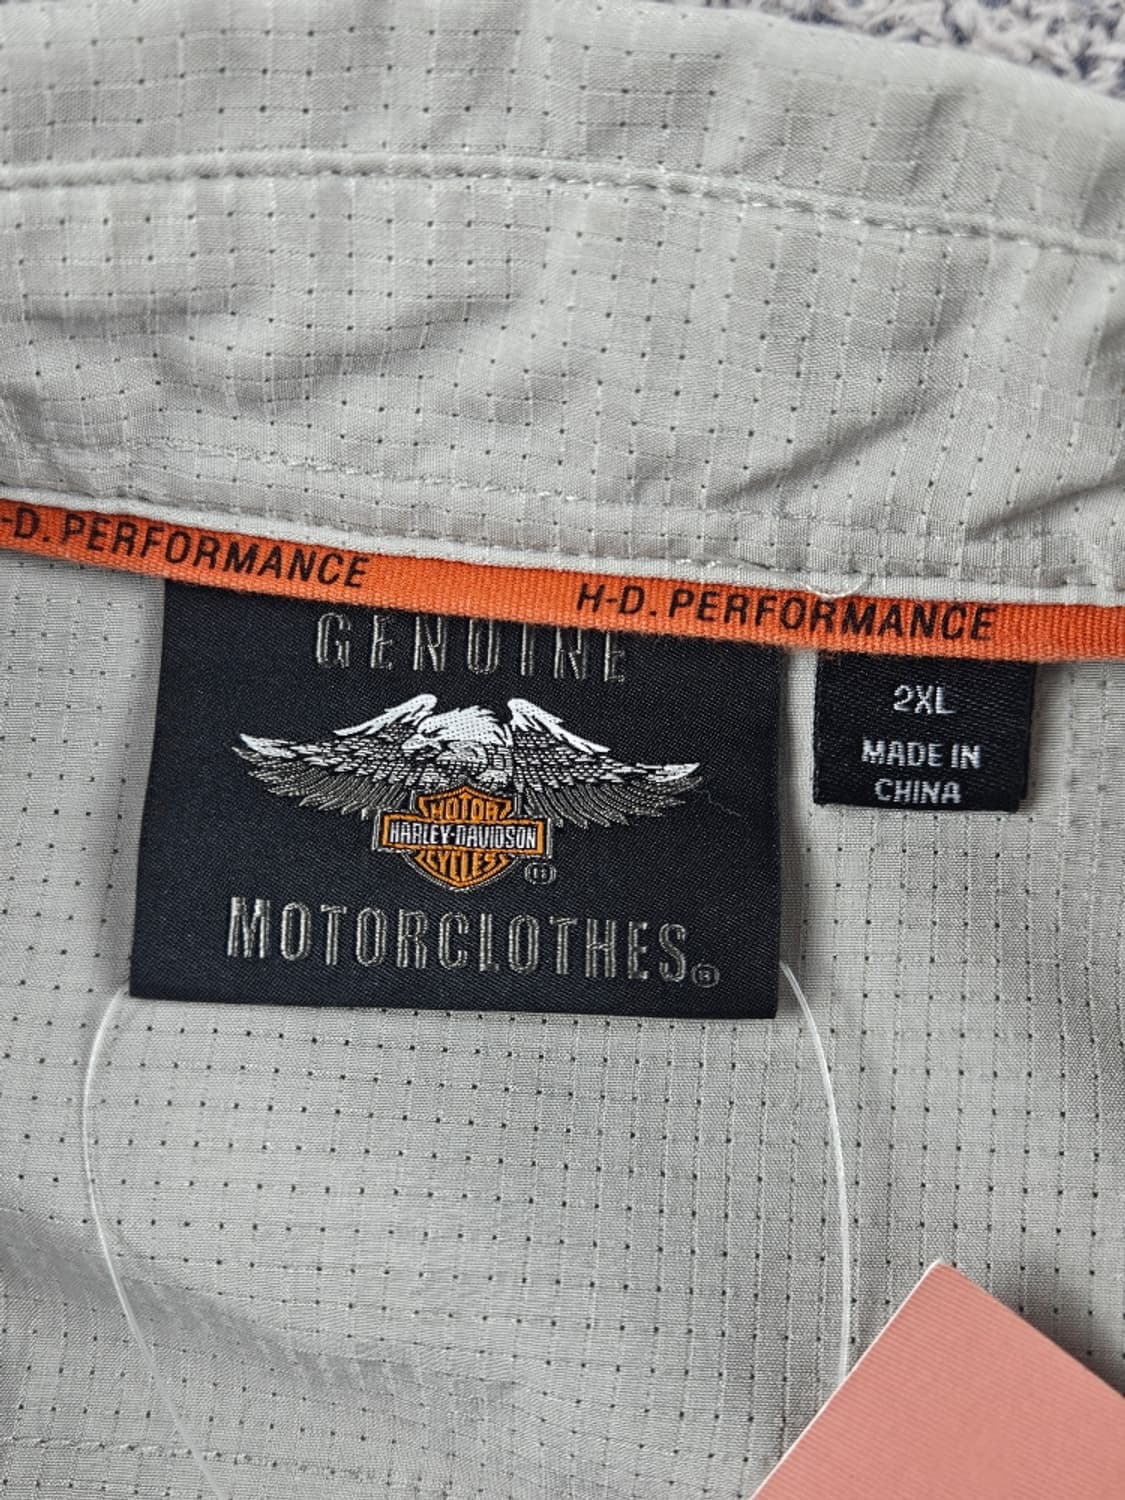 -D. PERFORMANCE
H-D. PERFORMANCE
GENUINE
MOTOR
HARLEY-DAVIDSON
CYCLES
®
MOTORCLOTHES®
2XL
MADE IN
CHINA